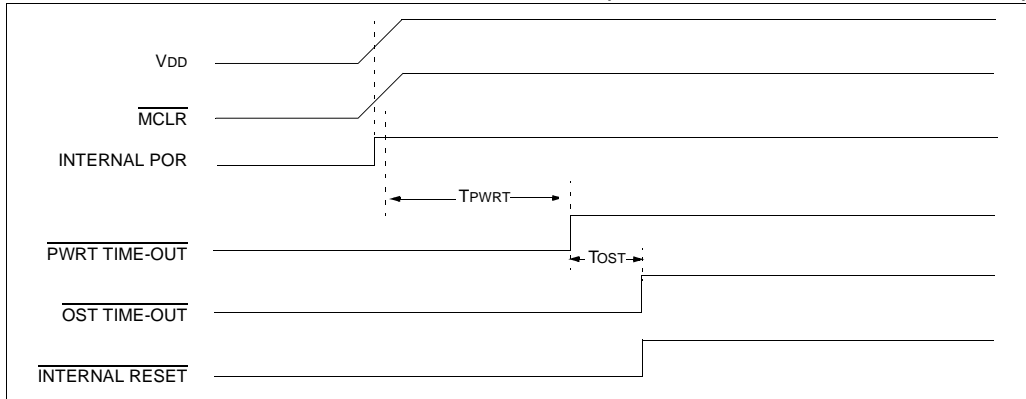 VDD
MCLR
INTERNAL POR
TPWRT
PWRT TIME-OUT
TOST
OST TIME-OUT
INTERNAL RESET